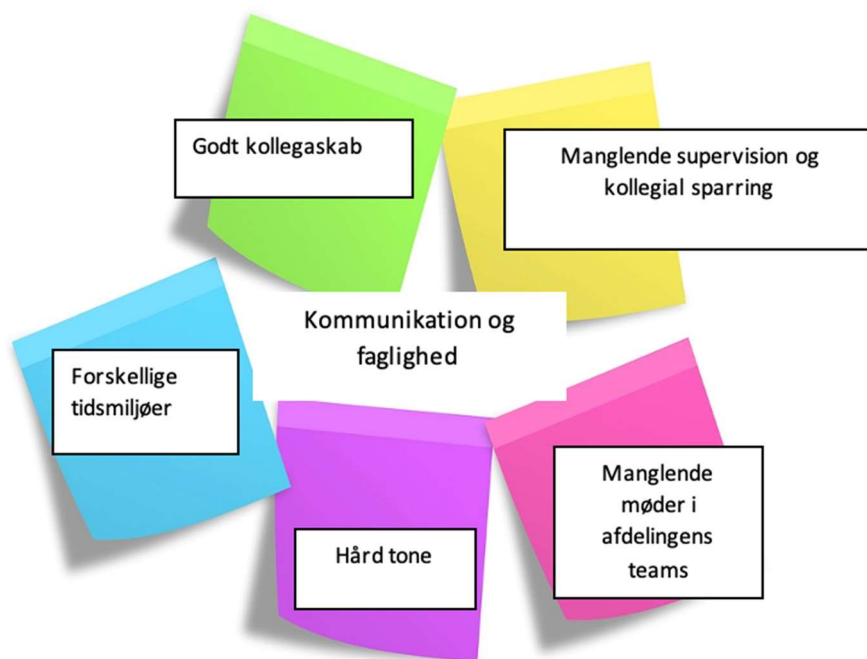 Godt kollegaskab
Manglende supervision og
kollegial sparring
Kommunikation og
faglighed
Forskellige
tidsmiljøer
Hård tone
Manglende
møder i
afdelingens
teams